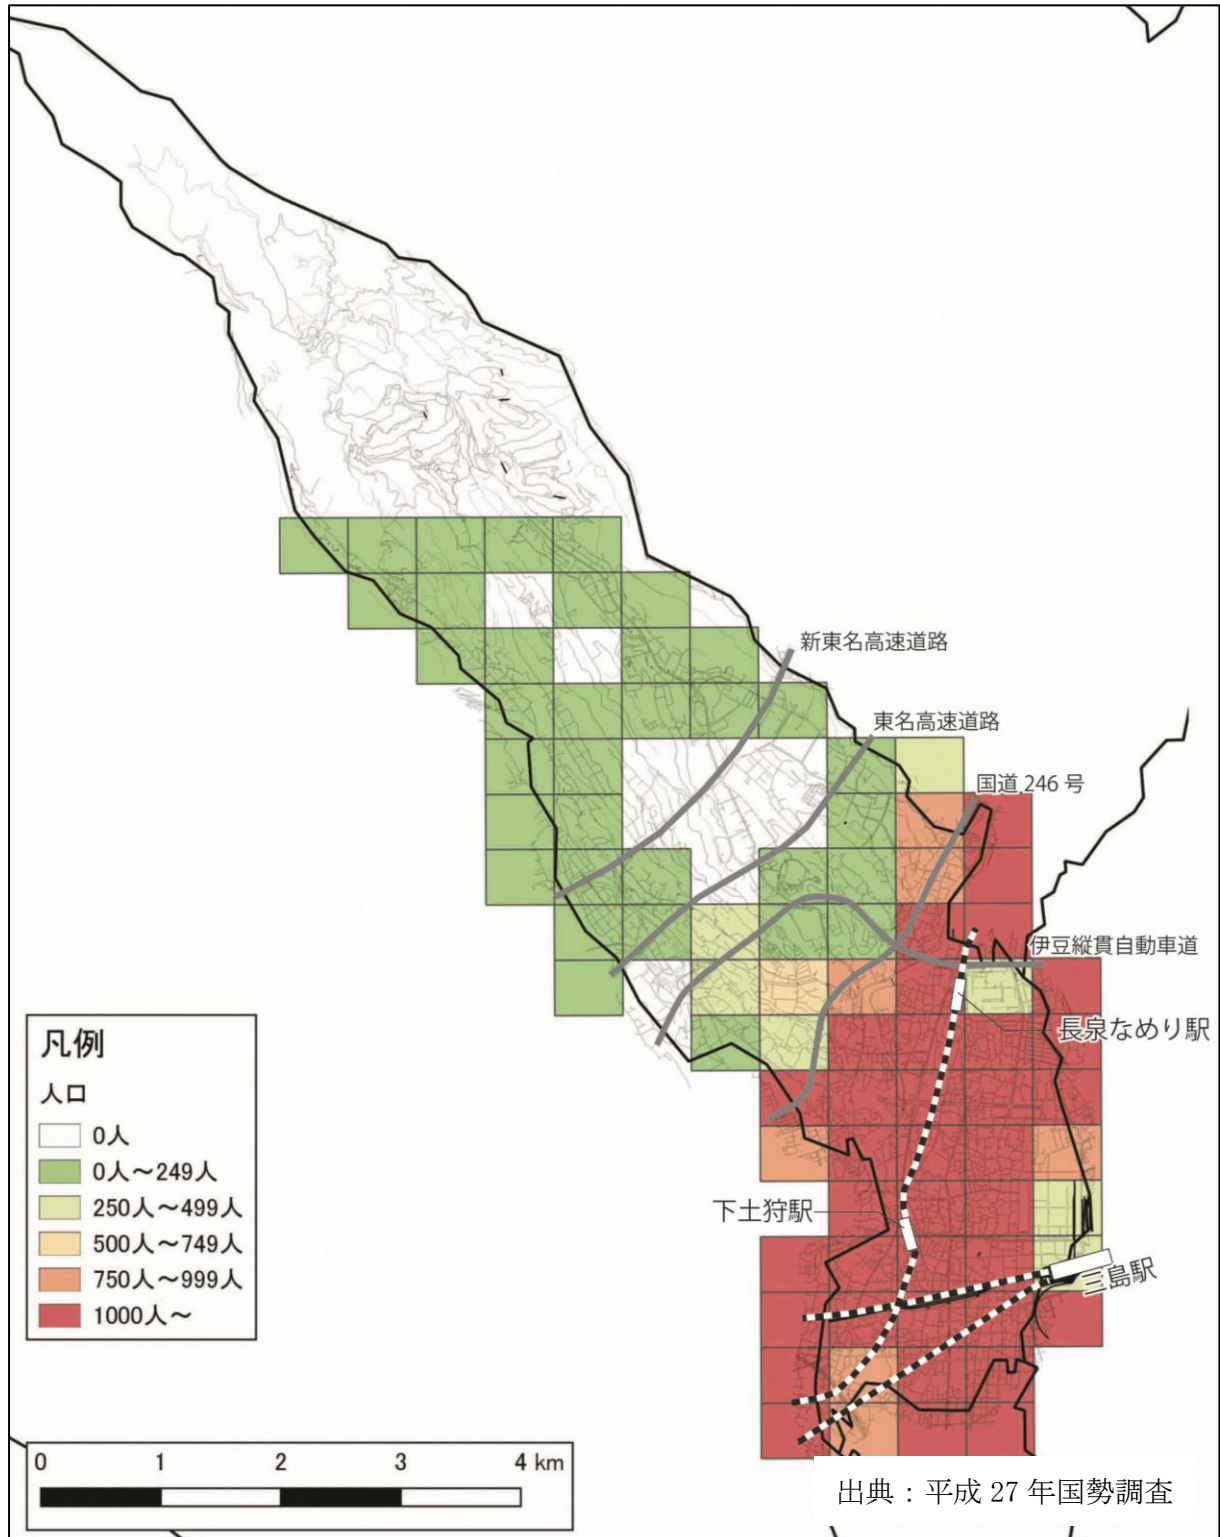 新東名高速道路
東名高速道路
国道 246 号
伊豆縦貫自動車道
長泉なめり駅
下土狩駅
三島駅
凡例
人口
0人
0人～249人
250人～499人
500人～749人
750人～999人
1000人～
0 1 2 3 4 km
出典：平成 27 年国勢調査